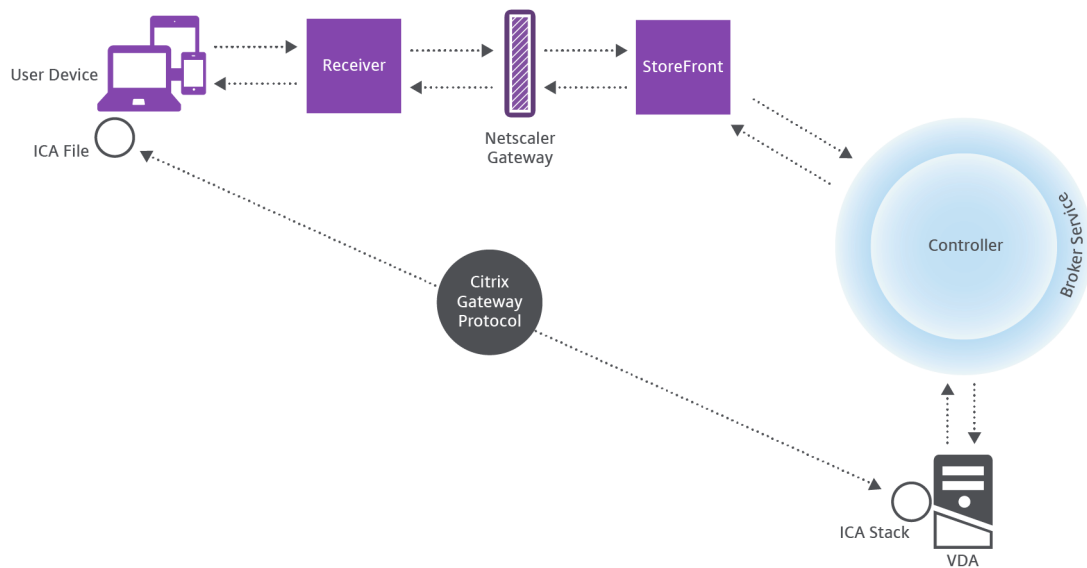 User Device
Receiver
StoreFront
Netscaler
Gateway
ICA File
Controller
Broker Service
Citrix
Gateway
Protocol
ICA Stack
VDA